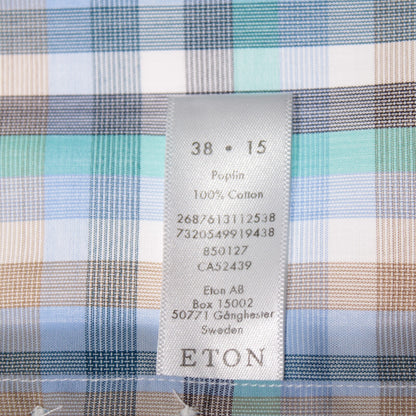 38 • 15
Poplin
100% Cotton
2687613112538
7320549919438
850127
CA52439
Eton AB
Box 15002
50771 Gånghester
Sweden
ETON